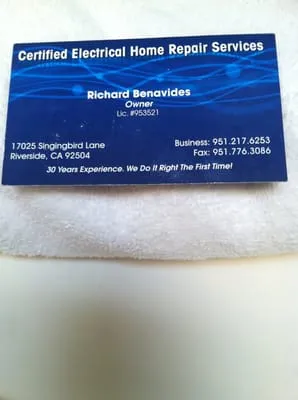 Certified Electrical Home Repair Services
Richard Benavides
Owner
Lic. #953521
17025 Singingbird Lane
Riverside, CA 92504
Business: 951.217.6253
Fax: 951.776.3086
30 Years Experience. We Do It Right The First Time!